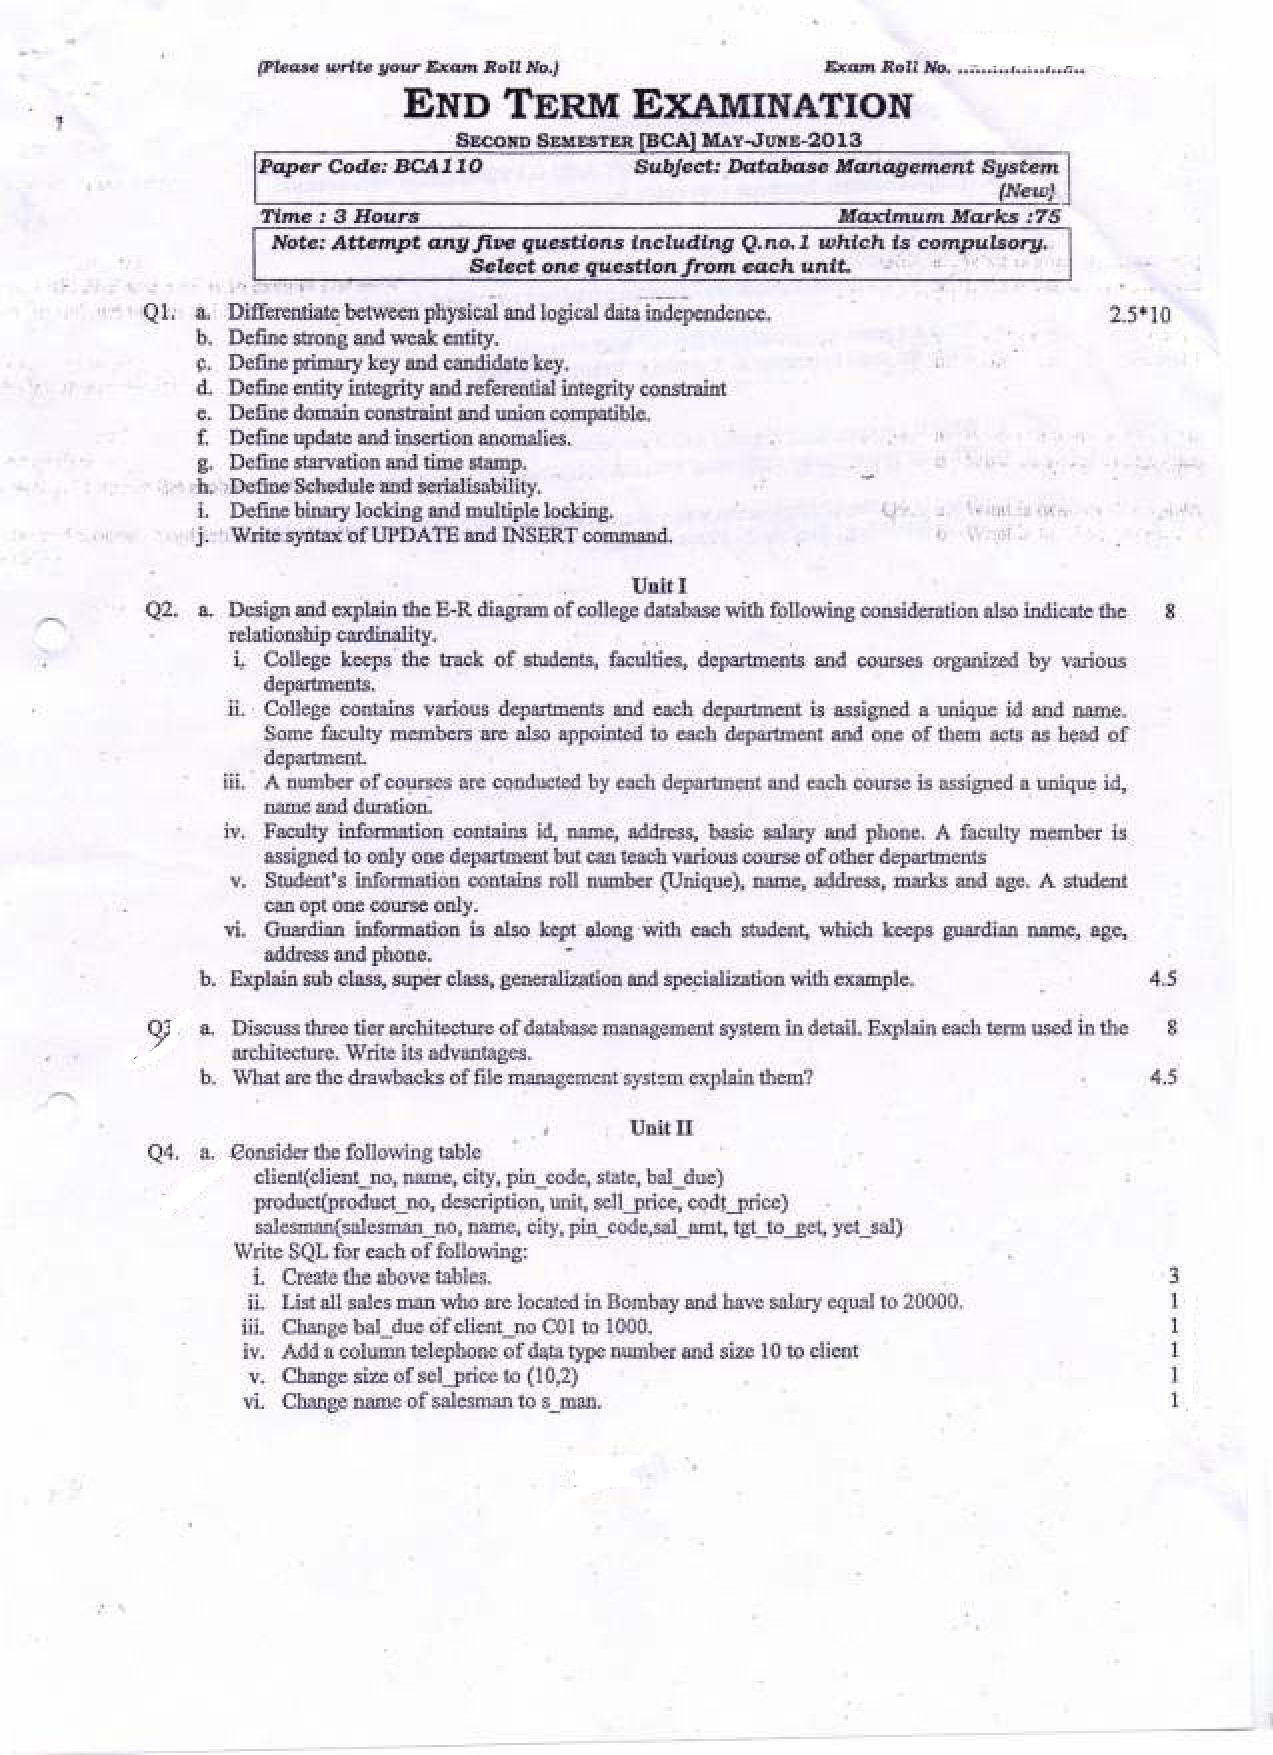 (Please write your Exam Roll No.) Exam Roll No. ........................
END TERM EXAMINATION
SECOND SEMESTER [BCA] MAY-JUNE-2013
Paper Code: BCA110 Subject: Database Management System
(New)
Time : 3 Hours Maximum Marks :75
Note: Attempt any five questions including Q.no.1 which is compulsory.
Select one question from each unit.
Q1. a. Differentiate between physical and logical data independence. 2.5*10
b. Define strong and weak entity.
c. Define primary key and candidate key.
d. Define entity integrity and referential integrity constraint
e. Define domain constraint and union compatible.
f. Define update and insertion anomalies.
g. Define starvation and time stamp.
h. Define Schedule and serialisability.
i. Define binary locking and multiple locking.
j. Write syntax of UPDATE and INSERT command.
Unit I
Q2. a. Design and explain the E-R diagram of college database with following consideration also indicate the 8
relationship cardinality.
i. College keeps the track of students, faculties, departments and courses organized by various
departments.
ii. College contains various departments and each department is assigned a unique id and name.
Some faculty members are also appointed to each department and one of them acts as head of
department.
iii. A number of courses are conducted by each department and each course is assigned a unique id,
name and duration.
iv. Faculty information contains id, name, address, basic salary and phone. A faculty member is
assigned to only one department but can teach various course of other departments
v. Student's information contains roll number (Unique), name, address, marks and age. A student
can opt one course only.
vi. Guardian information is also kept along with each student, which keeps guardian name, age,
address and phone.
b. Explain sub class, super class, generalization and specialization with example. 4.5
Q3 a. Discuss three tier architecture of database management system in detail. Explain each term used in the 8
architecture. Write its advantages.
b. What are the drawbacks of file management system explain them? 4.5
Unit II
Q4. a. Consider the following table
client(client_no, name, city, pin_code, state, bal_due)
product(product_no, description, unit, sell_price, codt_price)
salesman(salesman_no, name, city, pin_code,sal_amt, tgt_to_get, yet_sal)
Write SQL for each of following:
i. Create the above tables. 3
ii. List all sales man who are located in Bombay and have salary equal to 20000. 1
iii. Change bal_due of client_no C01 to 1000. 1
iv. Add a column telephone of data type number and size 10 to client 1
v. Change size of sel_price to (10,2) 1
vi. Change name of salesman to s_man. 1